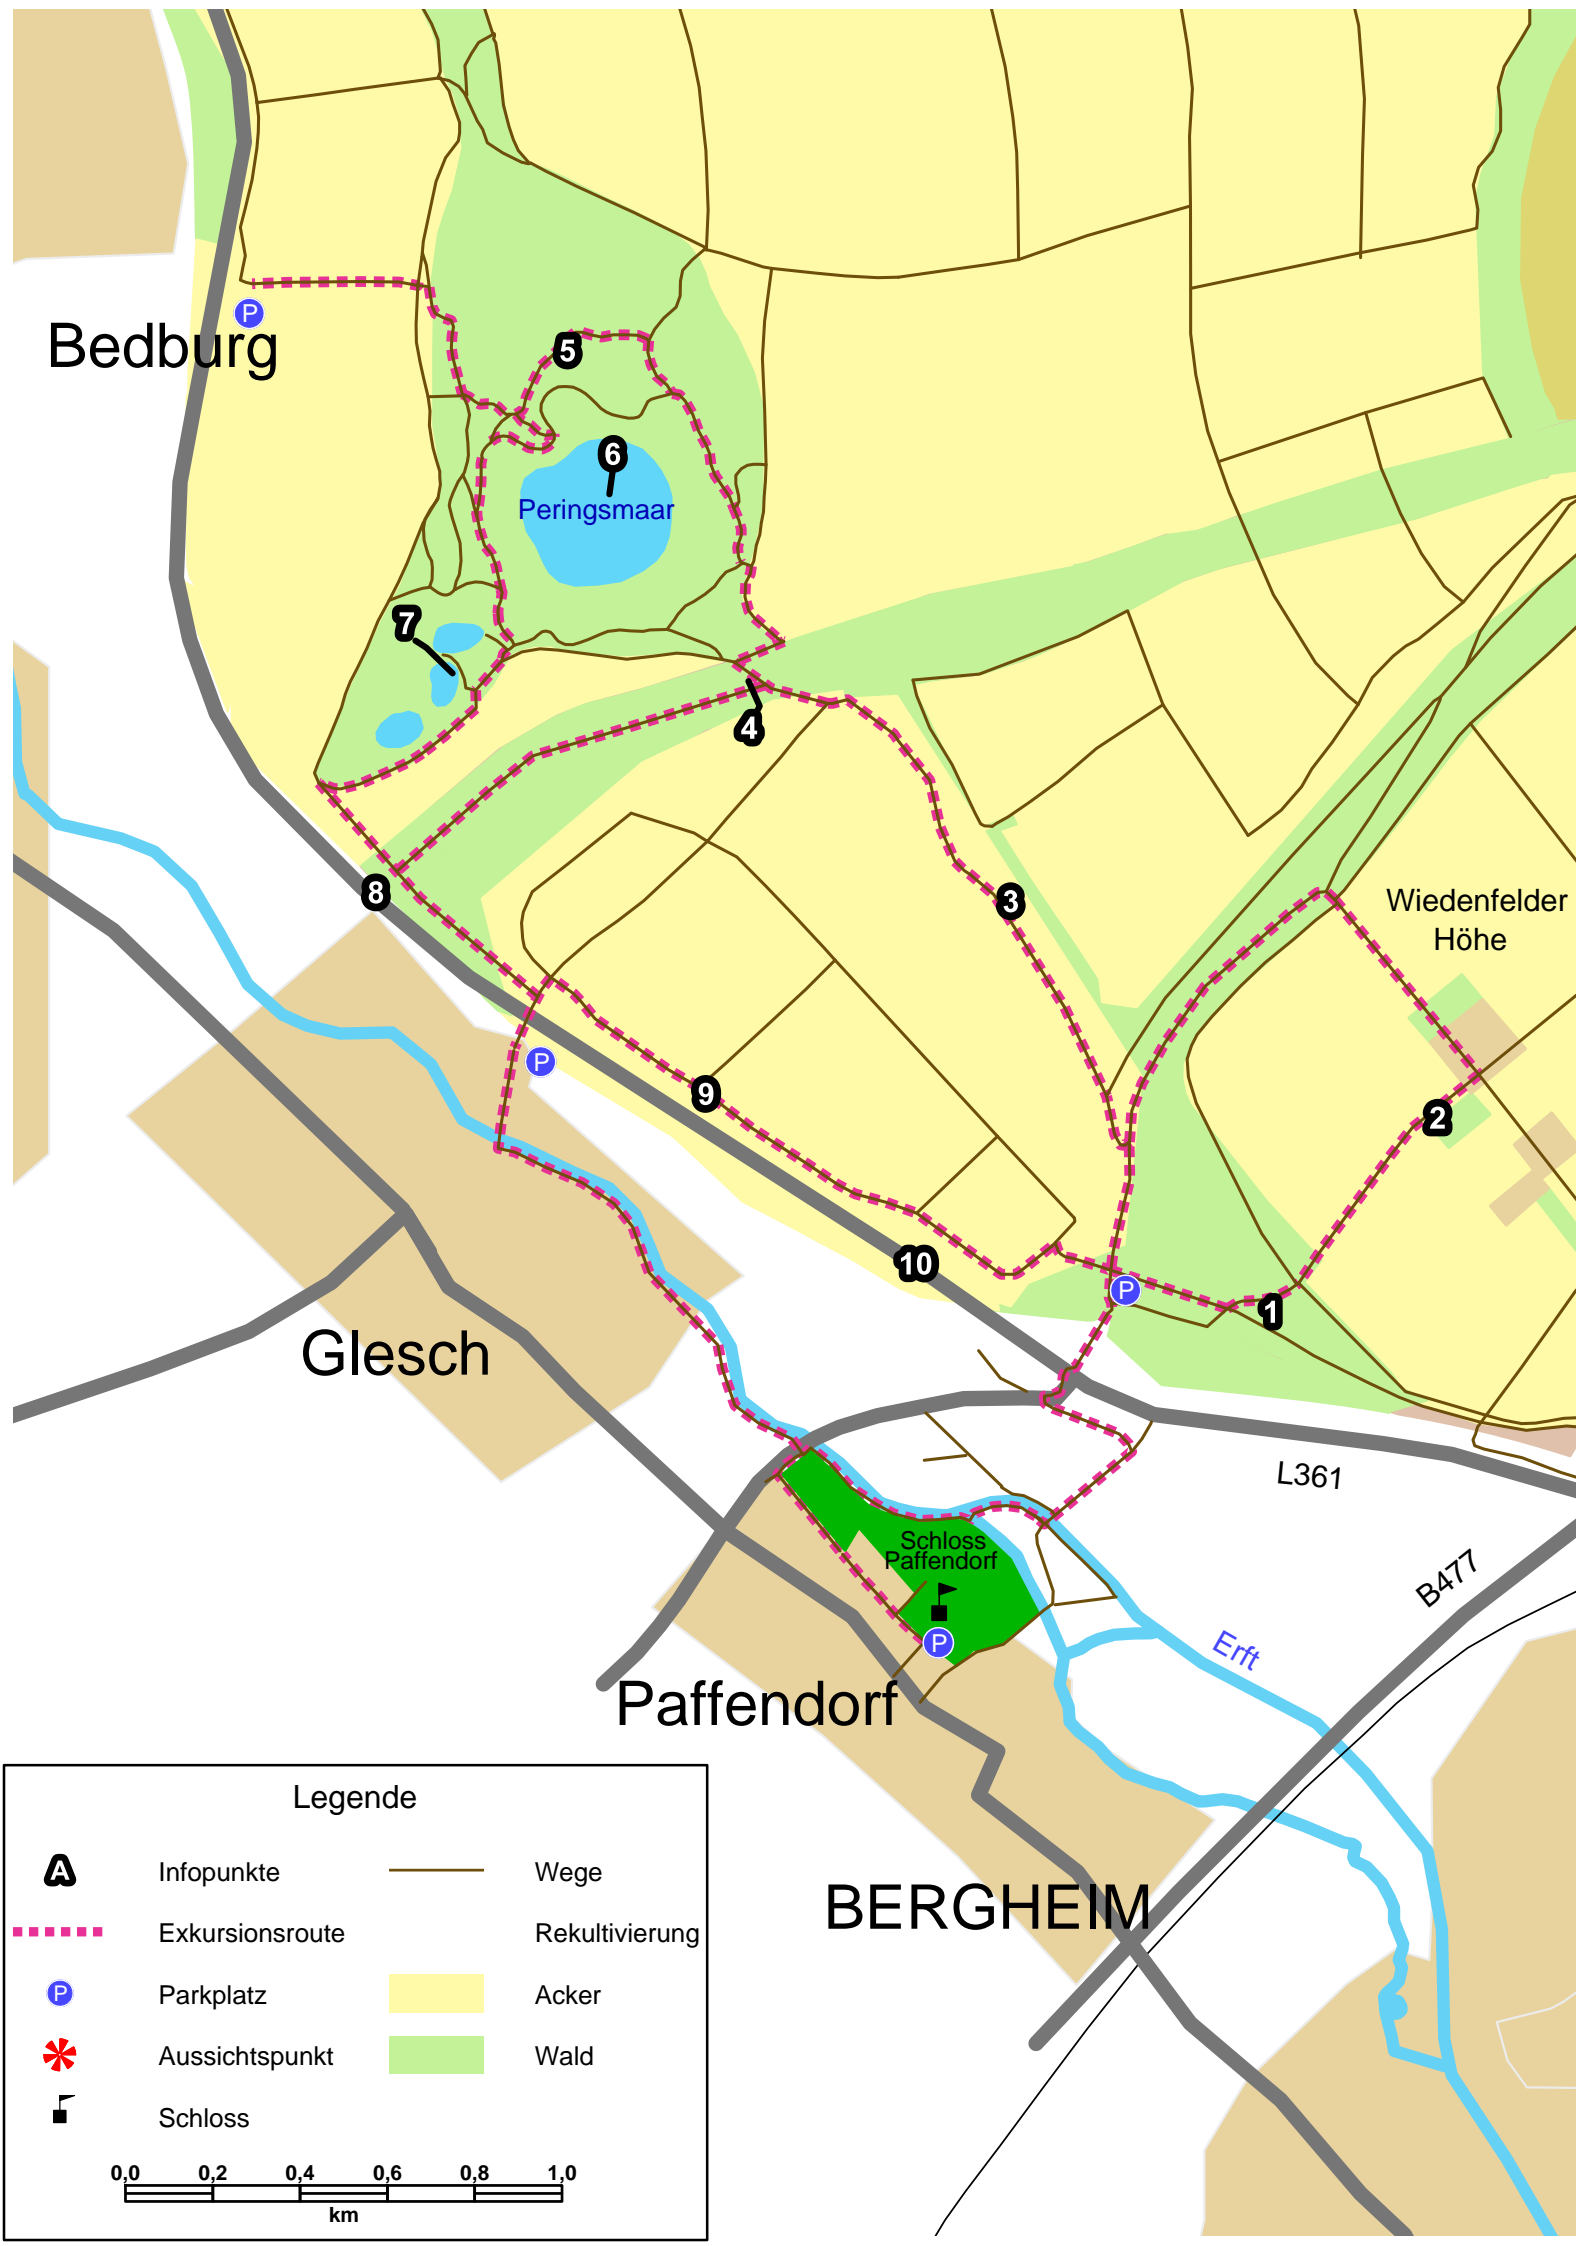 P
Bedburg
5
6
Peringsmaar
7
4
8
3
Wiedenfelder
Höhe
P
9
2
10
P
1
Glesch
L361
Schloss
Paffendorf
P
B477
Erft
Paffendorf
BERGHEIM
Legende
A Infopunkte Wege
Exkursionsroute Rekultivierung
P Parkplatz Acker
Aussichtspunkt Wald
Schloss
0,0 0,2 0,4 0,6 0,8 1,0
km